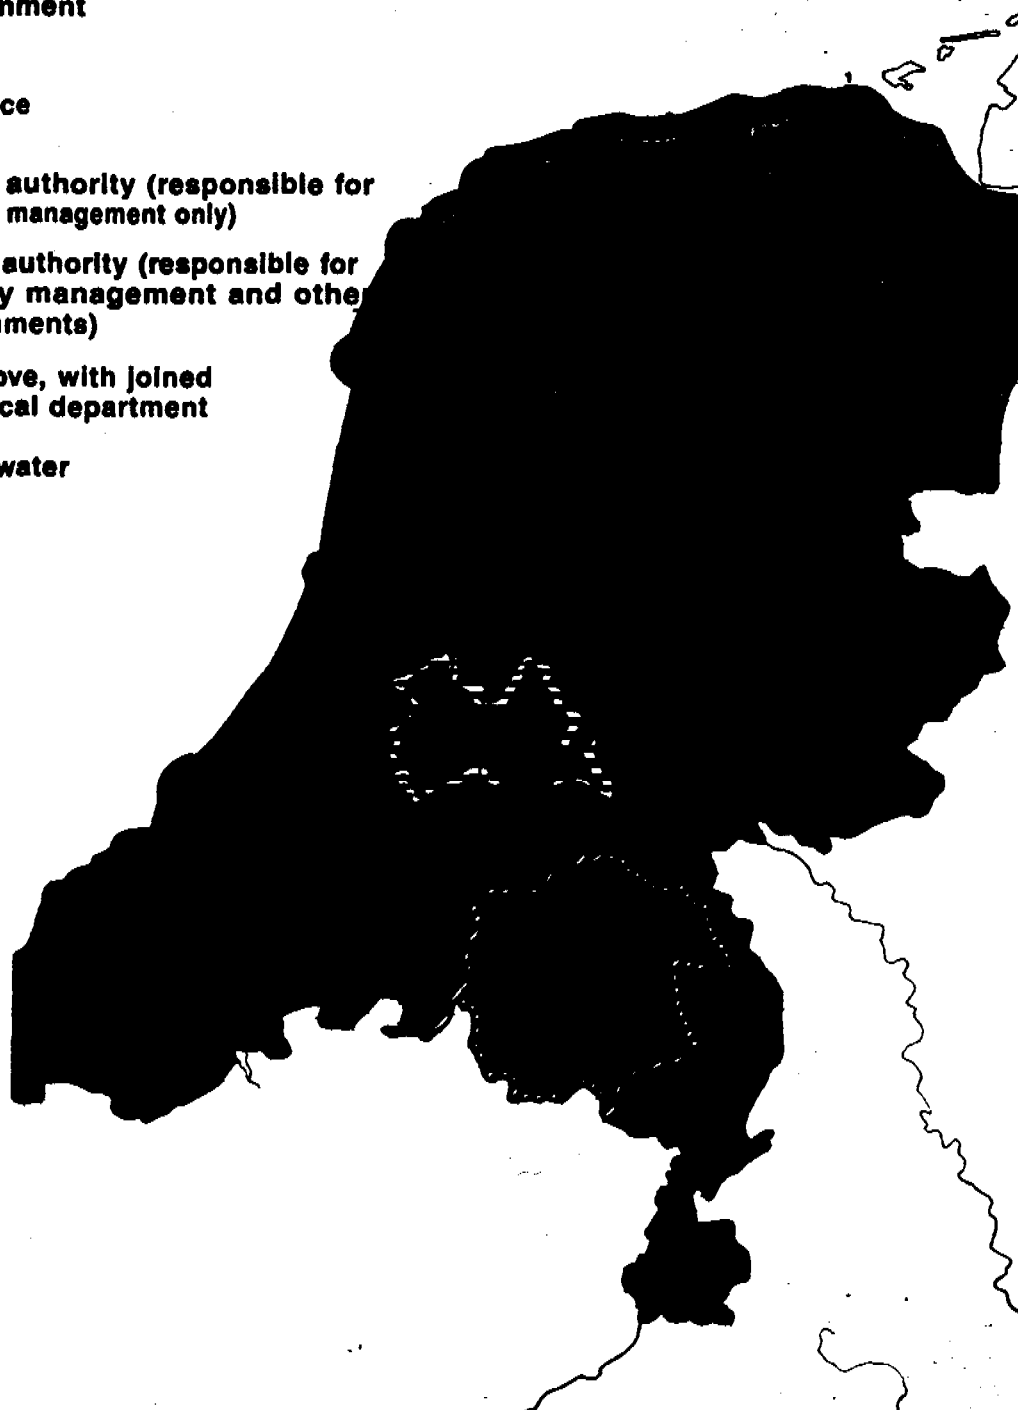 nment
ce
authority (responsible for
management only)
authority (responsible for
y management and other
ments)
ove, with joined
cal department
water